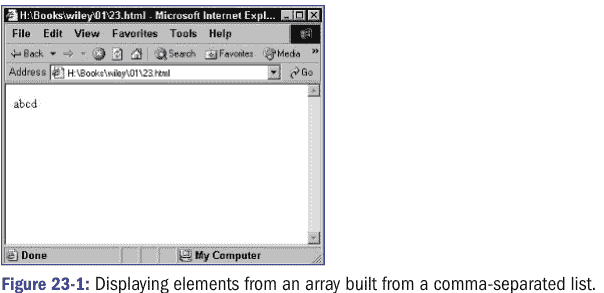 H:\Books\wiley\01\23.html - Microsoft Internet Expl...
File Edit View Favorites Tools Help
Back Search Favorites Media »
Address H:\Books\wiley\01\23.html Go
abcd
Done My Computer
Figure 23-1: Displaying elements from an array built from a comma-separated list.